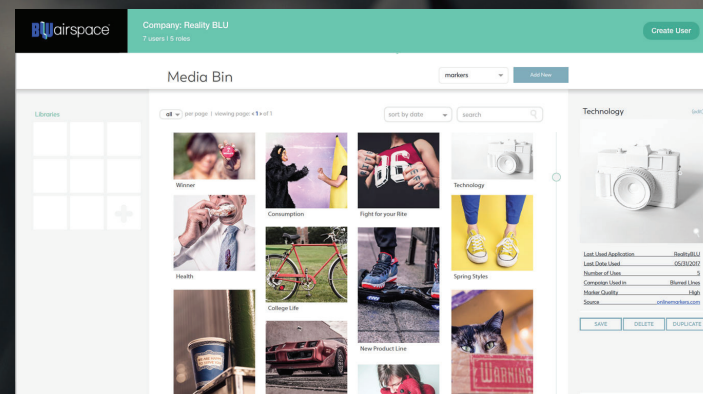 BLUairspace
Company: Reality BLU
7 users | 5 roles
Create User
Media Bin
markers
Add New
Libraries
all per page | viewing page: < 1 > of 1
sort by date
search
Technology
Winner
Consumption
Fight for your Rite
Technology
Health
College Life
New Product Line
Spring Styles
86
WARNING
Last Used Application RealityBLU
Last Date Used 05/31/2017
Number of Uses 5
Campaign Used in Blurred Lines
Marker Quality High
Source onlinemarkers.com
SAVE DELETE DUPLICATE